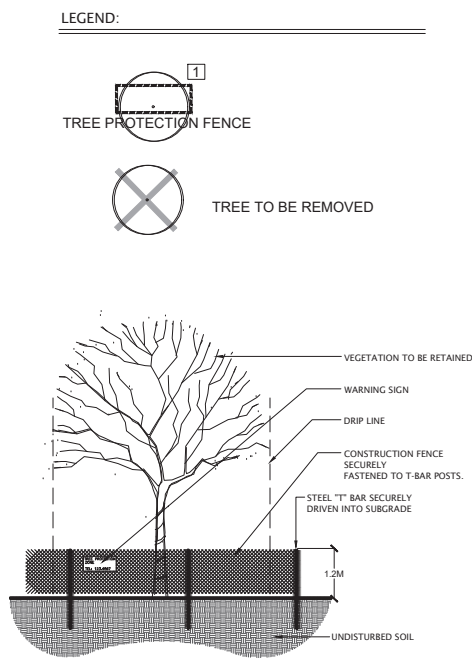 LEGEND:
1
TREE PROTECTION FENCE
TREE TO BE REMOVED
VEGETATION TO BE RETAINED
WARNING SIGN
DRIP LINE
CONSTRUCTION FENCE
SECURELY
FASTENED TO T-BAR POSTS.
STEEL "T" BAR SECURELY
DRIVEN INTO SUBGRADE
ZONE
1.2M
UNDISTURBED SOIL